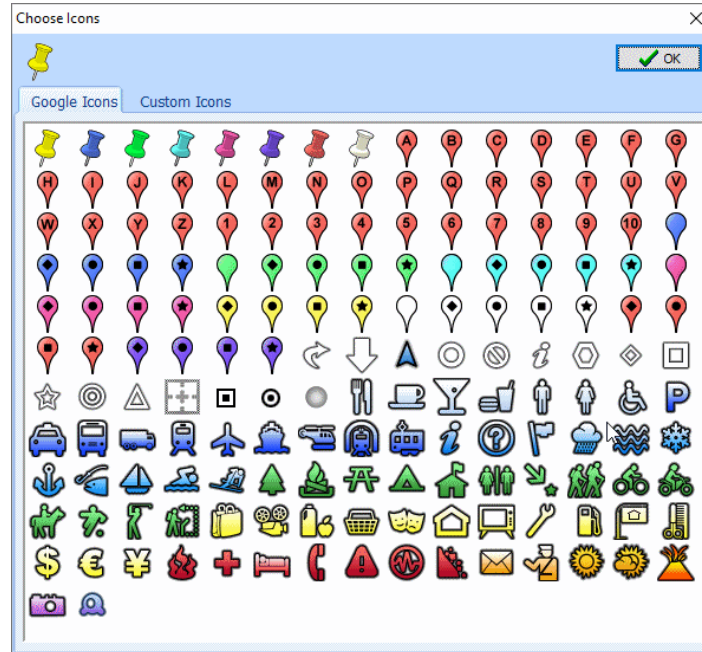 Choose Icons
OK
Google Icons Custom Icons
A B C D E F G
H I J K L M N O P Q R S T U V
W X Y Z 1 2 3 4 5 6 7 8 9 10
i
P
i ?
$ € ¥